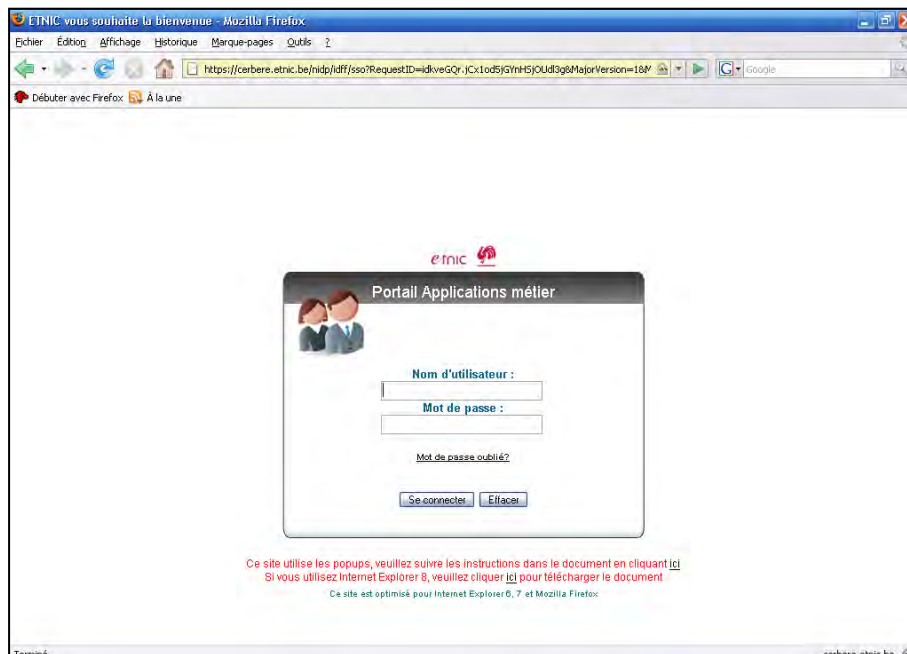 ETNIC vous souhaite la bienvenue - Mozilla Firefox
Fichier Édition Affichage Historique Marque-pages Outils ?
https://cerbere.etnic.be/nidp/idff/sso?RequestID=idkveGQr.jCx1od5jGYnHSjOUdl3g&MajorVersion=1&M
Google
Débuter avec Firefox À la une
etnic
Portail Applications métier
Nom d'utilisateur :
Mot de passe :
Mot de passe oublié?
Se connecter Effacer
Ce site utilise les popups, veuillez suivre les instructions dans le document en cliquant ici
Si vous utilisez Internet Explorer 8, veuillez cliquer ici pour télécharger le document
Ce site est optimisé pour Internet Explorer 6, 7 et Mozilla Firefox
Terminé cerbere.etnic.be